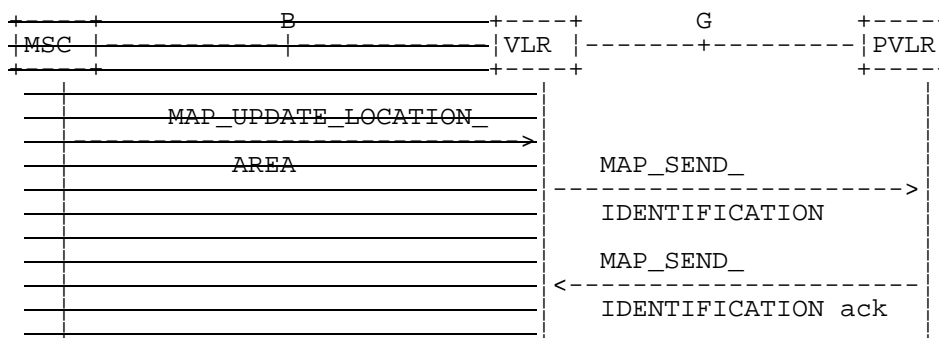 +-----+ B +-----+ G +-----
|MSC |--------+--------|VLR |-------+---------|PVLR
+-----+ +-----+ +-----
MAP_UPDATE_LOCATION_
AREA MAP_SEND_
IDENTIFICATION
MAP_SEND_
IDENTIFICATION ack